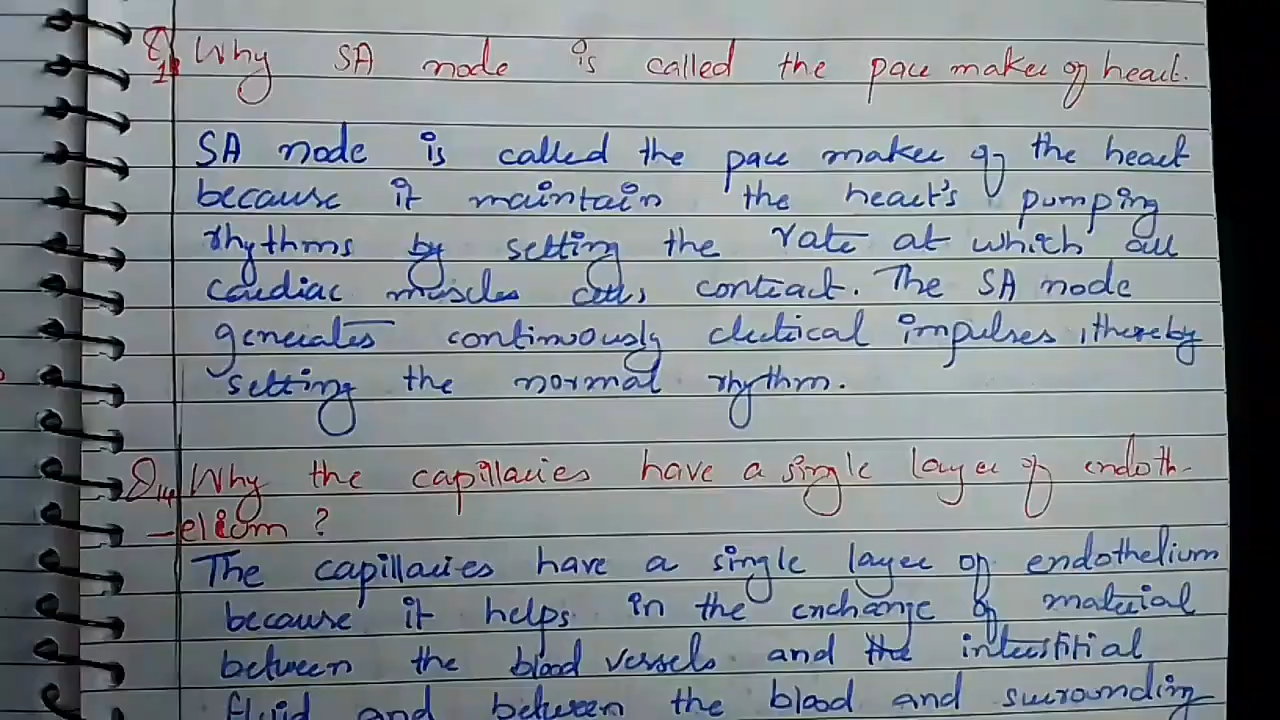 Q Why SA node is called the pace maker of heart.
SA node is called the pace maker of the heart
because it maintain the heart's pumping
rhythms by setting the rate at which all
cardiac muscles cells contract. The SA node
generates continuously electrical impulses, thereby
setting the normal rhythm.
Q14 Why the capillaries have a single layer of endoth-
-elium ?
The capillaries have a single layer of endothelium
because it helps in the exchange of material
between the blood vessels and the interstitial
fluid and between the blood and surrounding